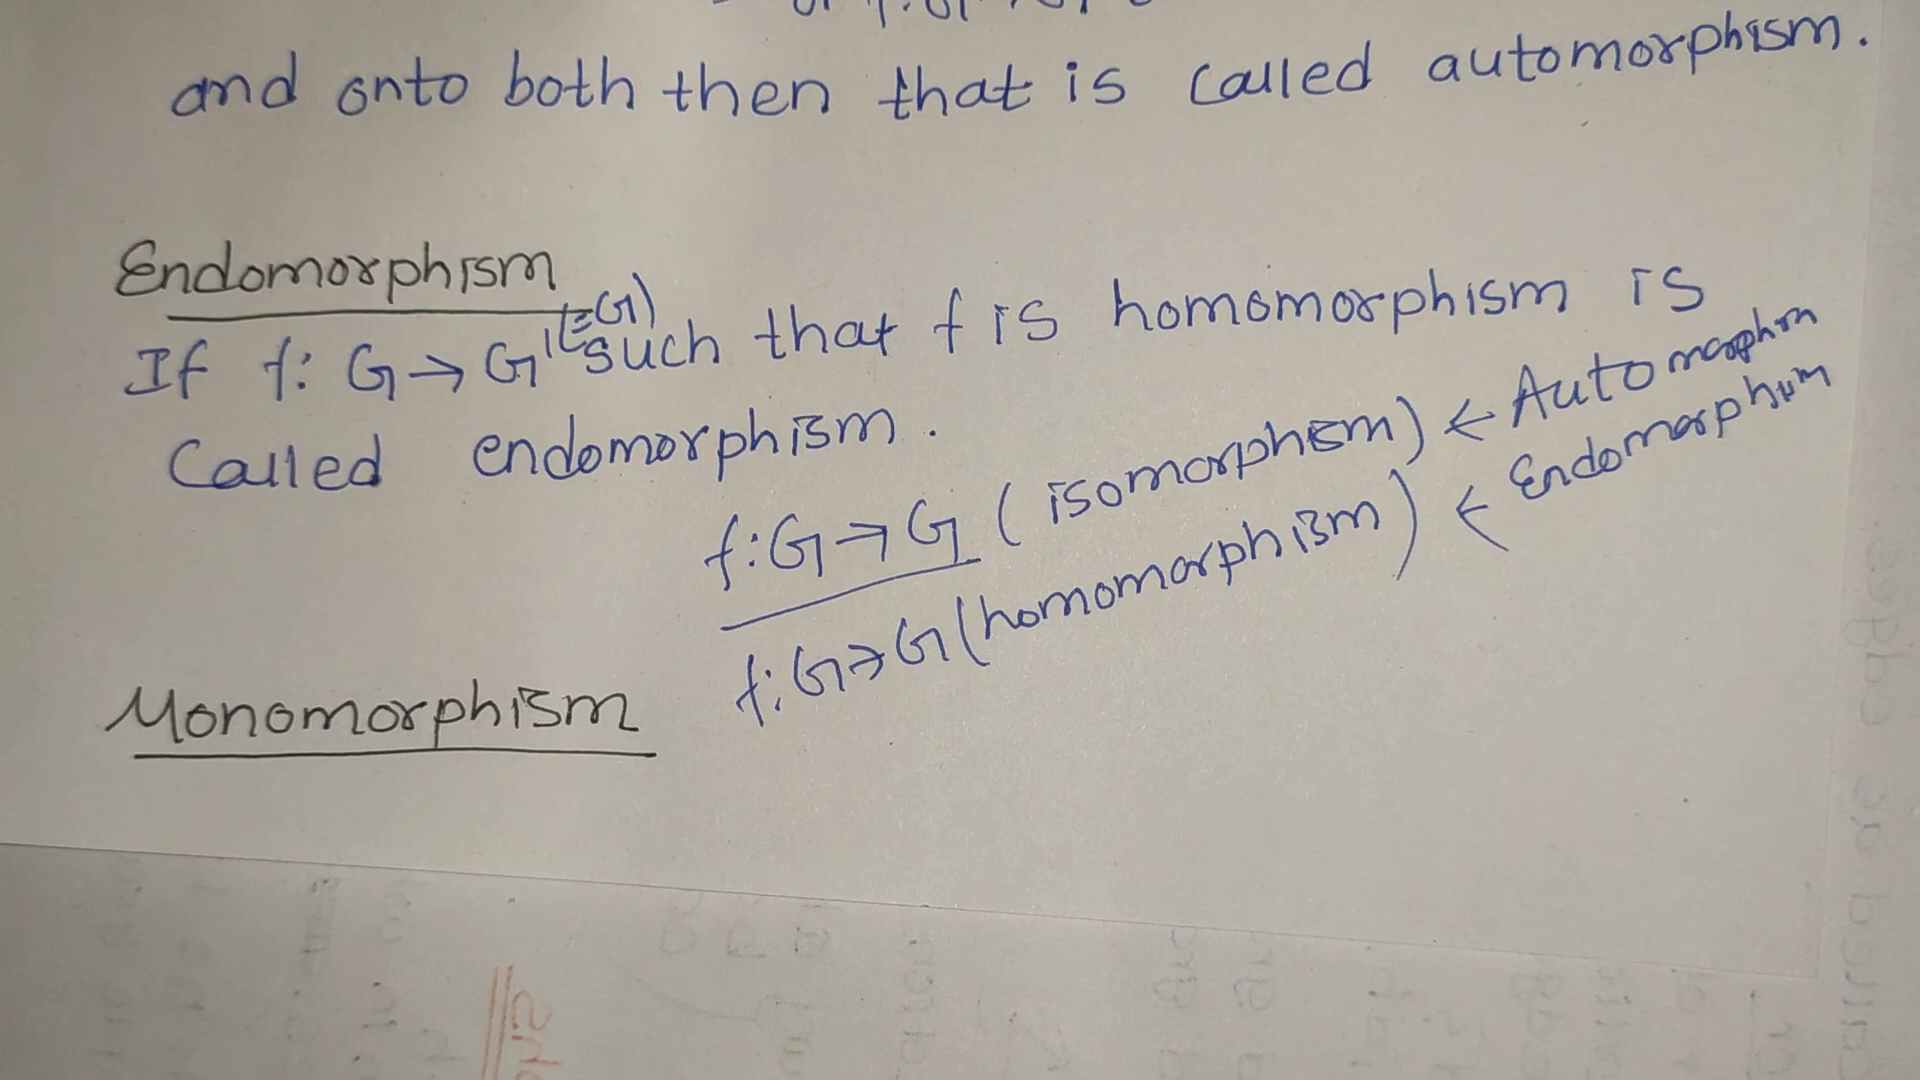 and onto both then that is called automorphism.
Endomorphism
If f: G → G'(=G) such that f is homomorphism is
Called endomorphism.
f: G → G (isomorphism) ← Automorphism
f: G → G (homomorphism) ← Endomorphism
Monomorphism